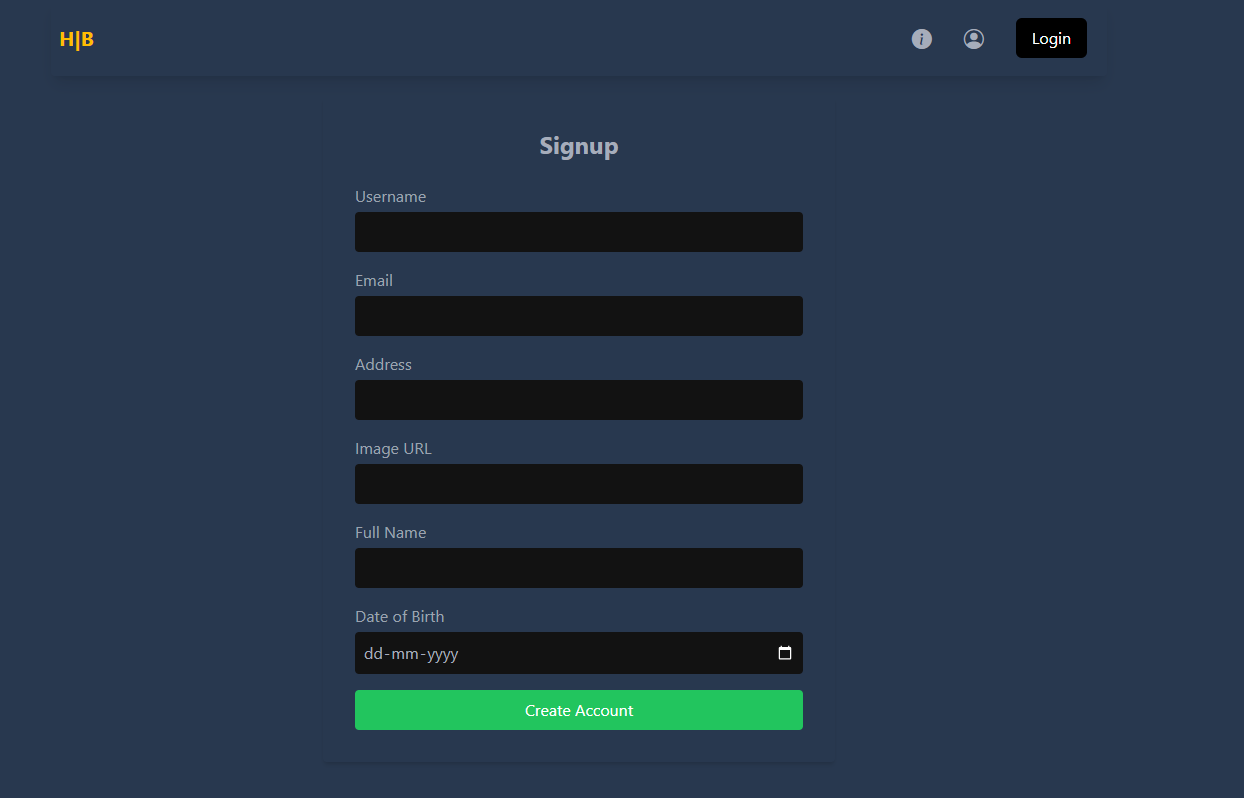 H|B
i
Login
Signup
Username
Email
Address
Image URL
Full Name
Date of Birth
dd-mm-yyyy
Create Account